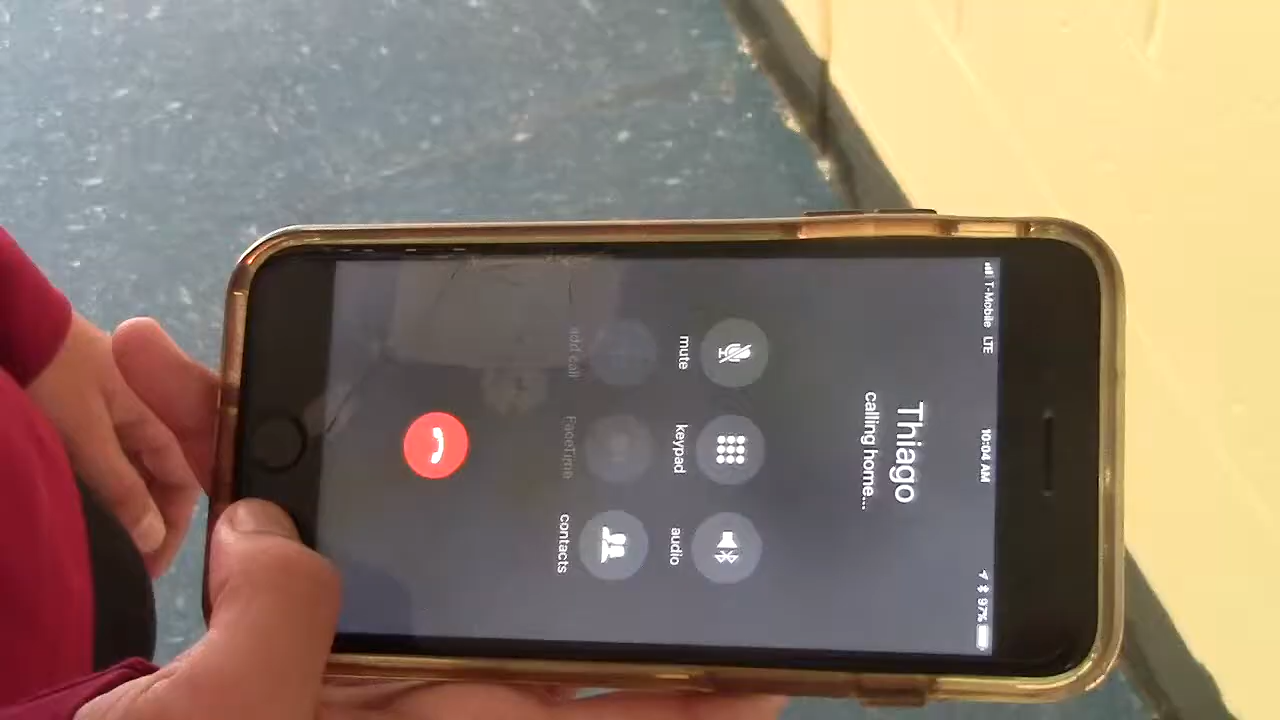 T-Mobile LTE 10:04 AM 97%
Thiago
calling home...
mute keypad audio
add call FaceTime contacts